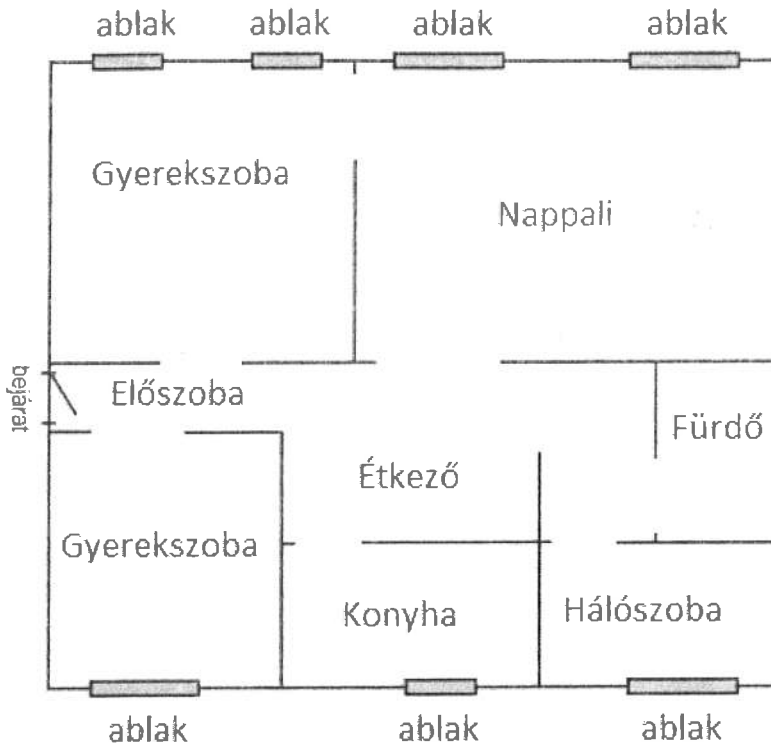 ablak ablak ablak ablak
Gyerekszoba
Nappali
bejárat
Előszoba
Fürdő
Étkező
Gyerekszoba
Konyha
Hálószoba
ablak ablak ablak